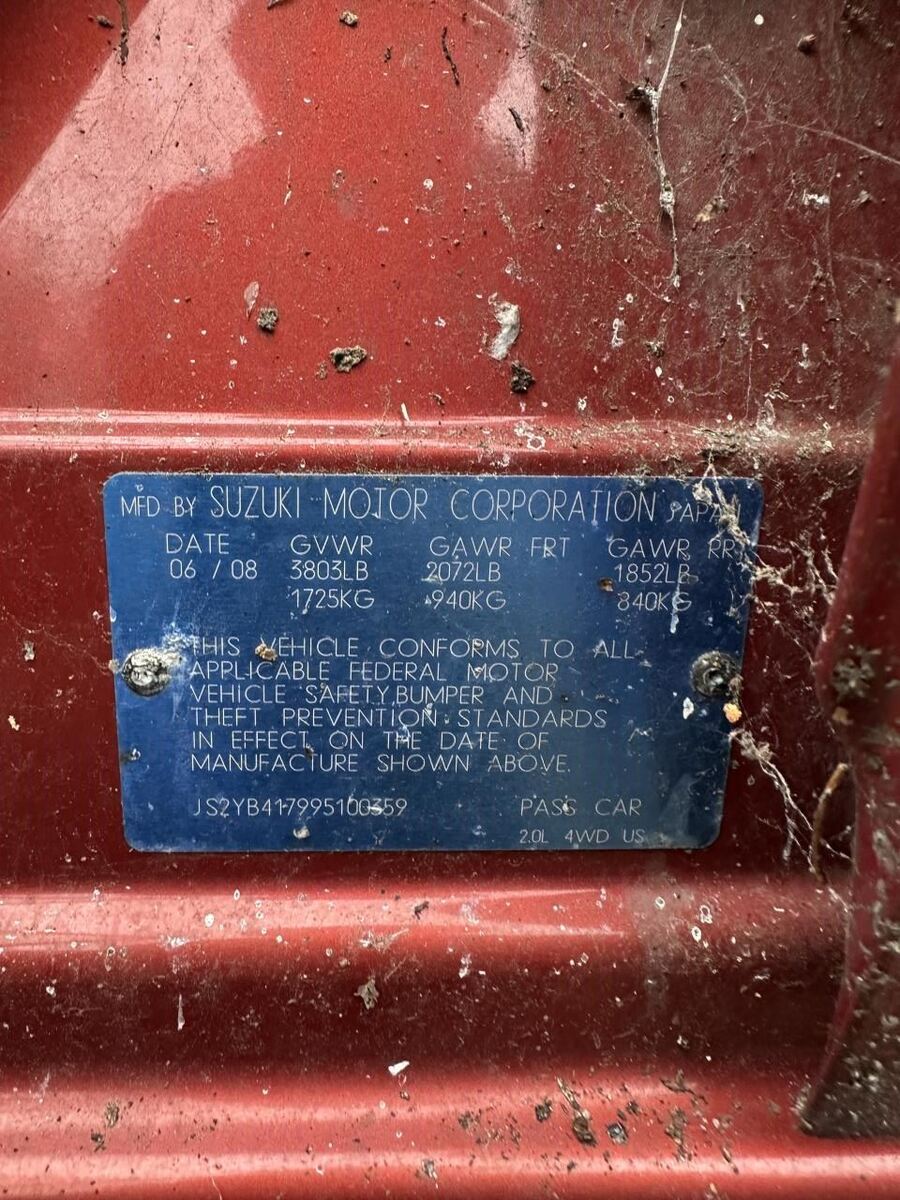 MFD BY SUZUKI MOTOR CORPORATION JAPAN
DATE GVWR GAWR FRT GAWR RR
06 / 08 3803LB 2072LB 1852LB
1725KG 940KG 840KG
THIS VEHICLE CONFORMS TO ALL
APPLICABLE FEDERAL MOTOR
VEHICLE SAFETY, BUMPER AND
THEFT PREVENTION STANDARDS
IN EFFECT ON THE DATE OF
MANUFACTURE SHOWN ABOVE.
JS2YB417995100359 PASS CAR
2.0L 4WD US